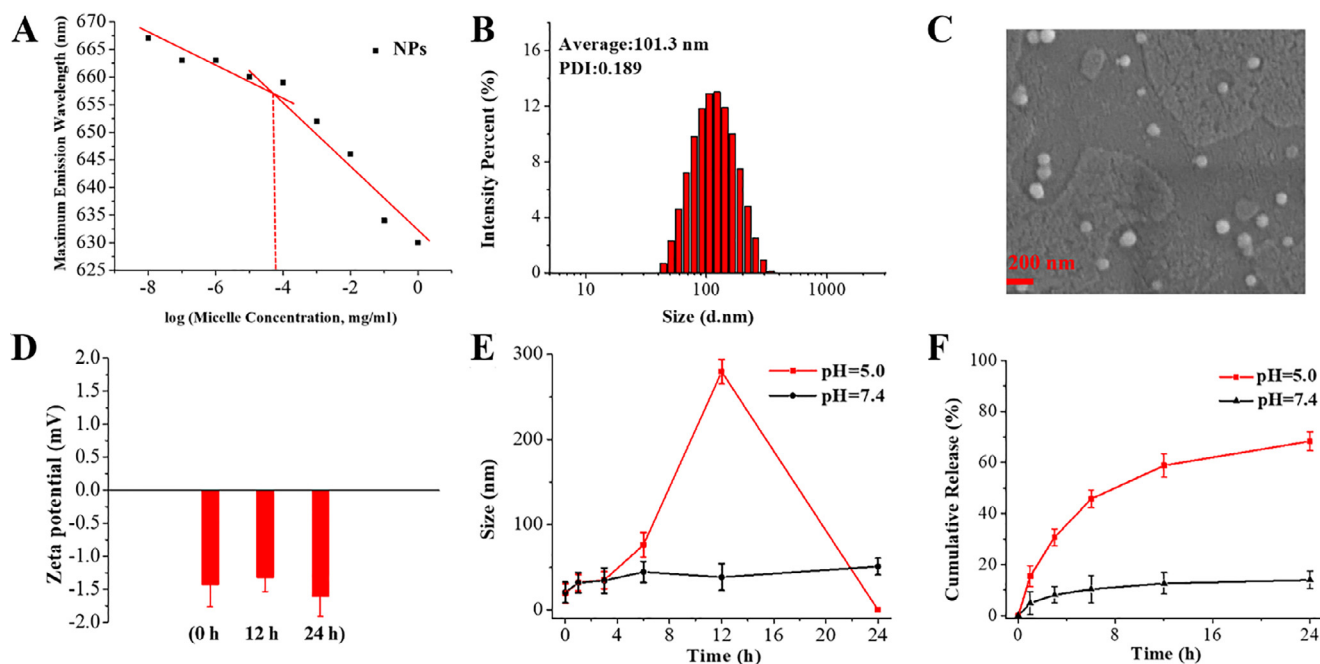 A
670
665
660
655
650
645
640
635
630
625
Maximum Emission Wavelength (nm)
NPs
-8
-6
-4
-2
0
log (Micelle Concentration, mg/ml)
B
Average:101.3 nm
PDI:0.189
16
12
8
4
0
Intensity Percent (%)
10
100
1000
Size (d.nm)
C
200 nm
D
2.0
1.5
1.0
0.5
0.0
-0.5
-1.0
-1.5
-2.0
Zeta potential (mV)
(0 h
12 h
24 h)
E
300
200
100
0
Size (nm)
pH=5.0
pH=7.4
0
4
8
12
16
20
24
Time (h)
F
100
80
60
40
20
0
Cumulative Release (%)
pH=5.0
pH=7.4
0
8
16
24
Time (h)